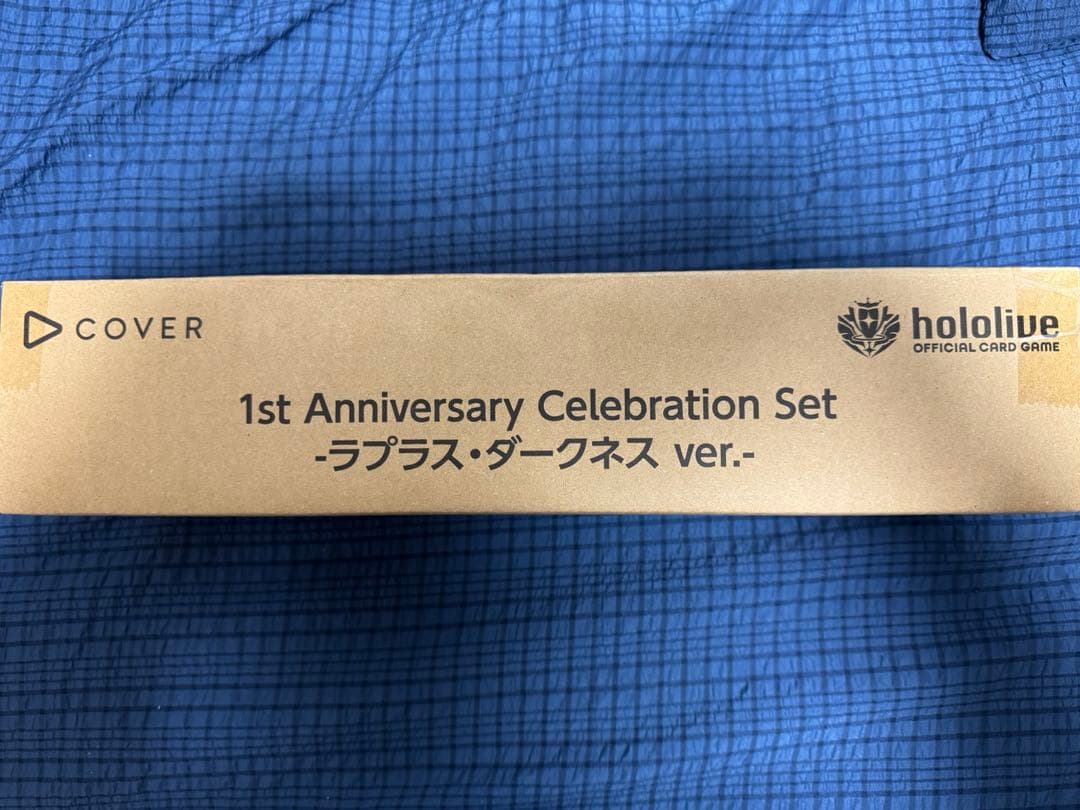 COVER
hololive
OFFICIAL CARD GAME
1st Anniversary Celebration Set
-ラプラス・ダークネス ver.-